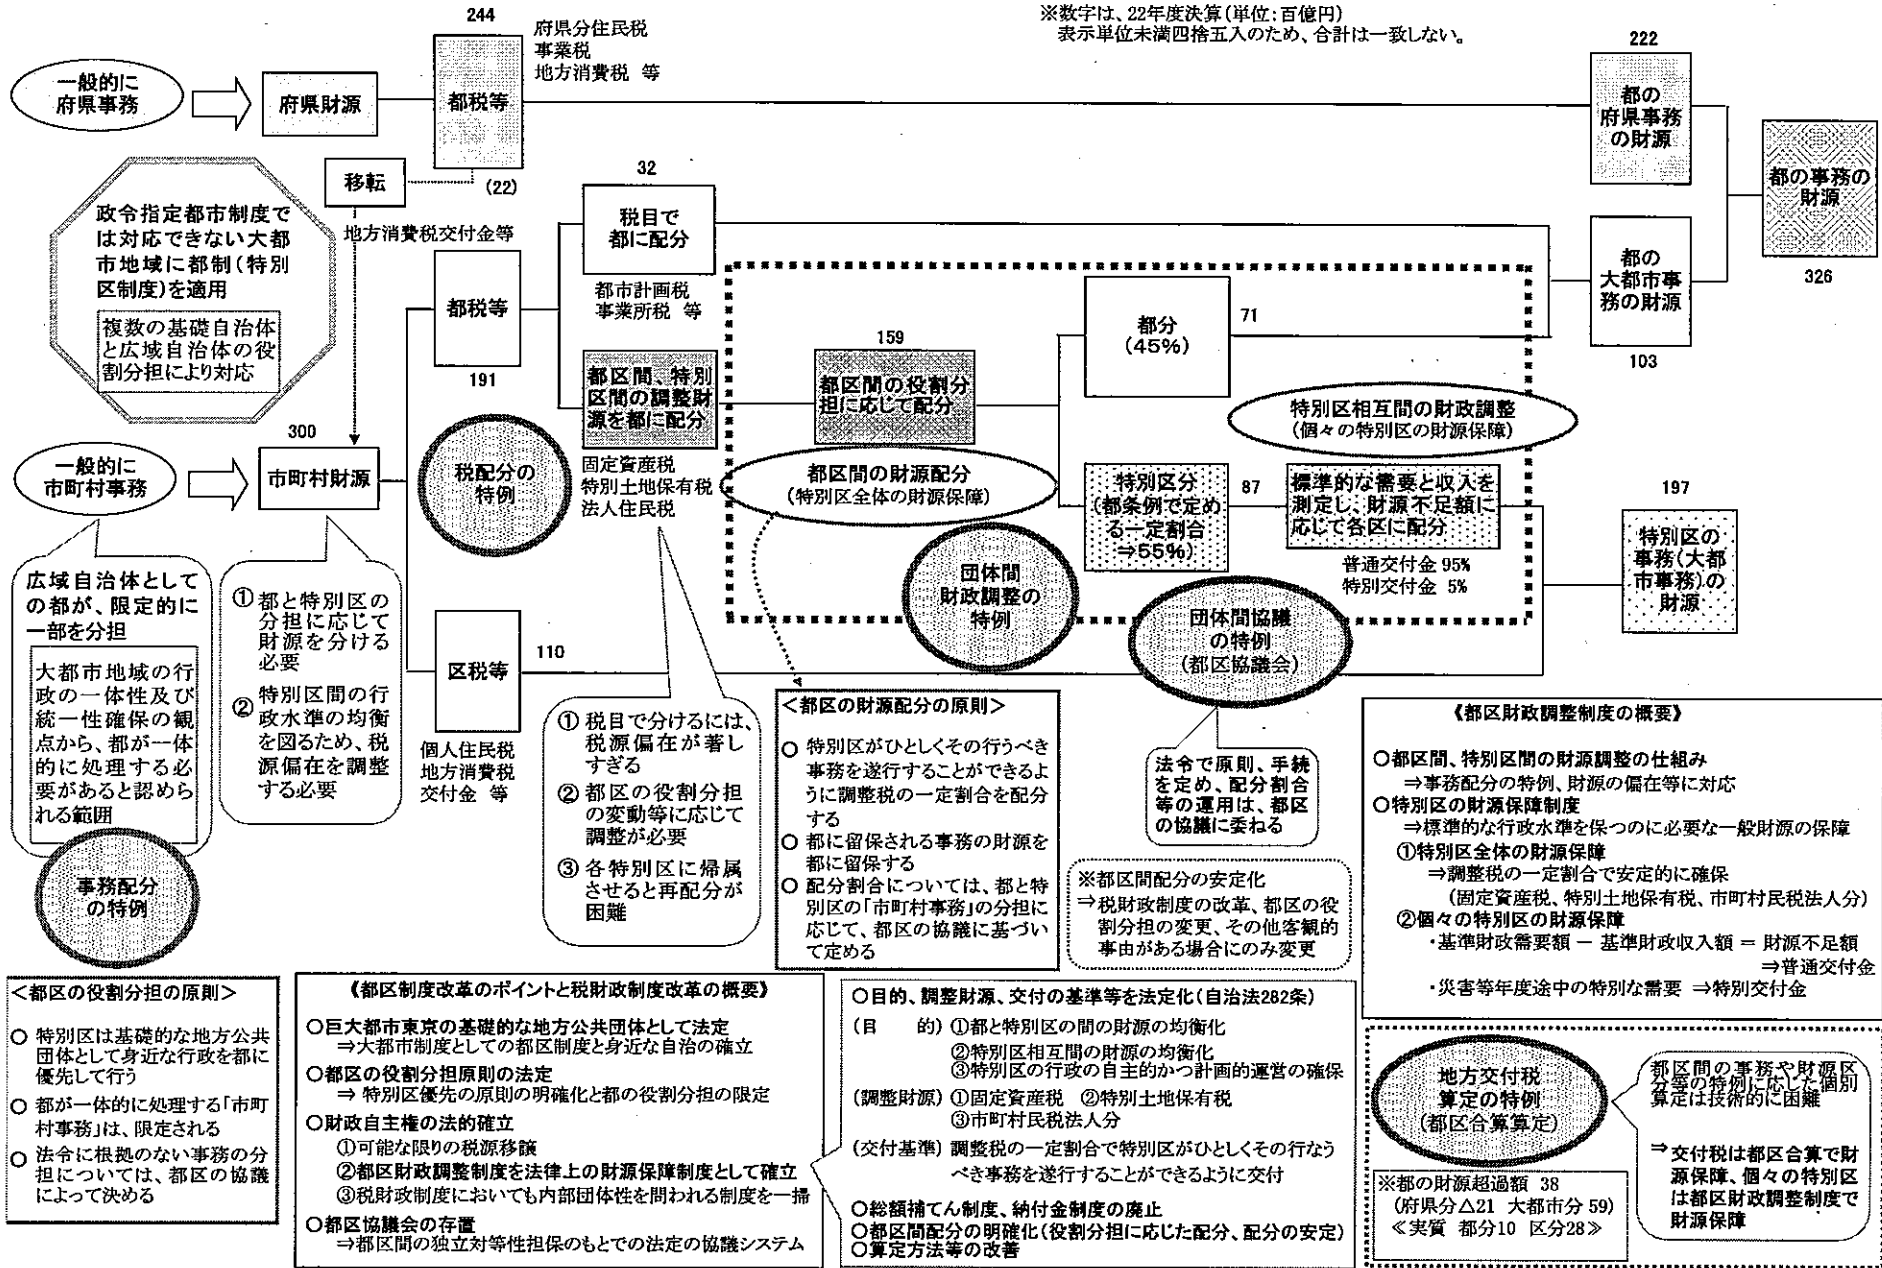 ※数字は、22年度決算(単位:百億円)
表示単位未満四捨五入のため、合計は一致しない。
一般的に
府県事務
府県財源
244
都税等
府県分住民税
事業税
地方消費税 等
(22)
移転
地方消費税交付金等
222
都の
府県事務
の財源
都の事務の
財源
326
政令指定都市制度で
は対応できない大都
市地域に都制(特別
区制度)を適用
複数の基礎自治体
と広域自治体の役
割分担により対応
32
税目で
都に配分
都市計画税
事業所税 等
都税等
191
都の
大都市事
務の財源
103
都区間、特別
区間の調整財
源を都に配分
固定資産税
特別土地保有税
法人住民税
159
都区間の役割分
担に応じて配分
都分
(45%)
71
特別区相互間の財政調整
(個々の特別区の財源保障)
都区間の財源配分
(特別区全体の財源保障)
特別区分
(都条例で定め
る一定割合
⇒55%)
87
標準的な需要と収入を
測定し、財源不足額に
応じて各区に配分
普通交付金 95%
特別交付金 5%
197
特別区の
事務(大都
市事務)の
財源
一般的に
市町村事務
300
市町村財源
税配分の
特例
団体間
財政調整の
特例
団体間協議
の特例
(都区協議会)
区税等
110
個人住民税
地方消費税
交付金 等
広域自治体として
の都が、限定的に
一部を分担
大都市地域の行
政の一体性及び
統一性確保の観
点から、都が一体
的に処理する必
要があると認めら
れる範囲
事務配分
の特例
① 都と特別区の
分担に応じて
財源を分ける
必要
② 特別区間の行
政水準の均衡
を図るため、税
源偏在を調整
する必要
① 税目で分けるには、
税源偏在が著し
すぎる
② 都区の役割分担
の変動等に応じて
調整が必要
③ 各特別区に帰属
させると再配分が
困難
<都区の財源配分の原則>
○ 特別区がひとしくその行うべき
事務を遂行することができるよ
うに調整税の一定割合を配分
する
○ 都に留保される事務の財源を
都に留保する
○ 配分割合については、都と特
別区の「市町村事務」の分担に
応じて、都区の協議に基づい
て定める
法令で原則、手続
を定め、配分割合
等の運用は、都区
の協議に委ねる
※都区間配分の安定化
⇒税財政制度の改革、都区の役
割分担の変更、その他客観的
事由がある場合にのみ変更
《都区財政調整制度の概要》
○都区間、特別区間の財源調整の仕組み
⇒事務配分の特例、財源の偏在等に対応
○特別区の財源保障制度
⇒標準的な行政水準を保つのに必要な一般財源の保障
①特別区全体の財源保障
⇒調整税の一定割合で安定的に確保
(固定資産税、特別土地保有税、市町村民税法人分)
②個々の特別区の財源保障
・基準財政需要額 － 基準財政収入額 ＝ 財源不足額
⇒普通交付金
・災害等年度途中の特別な需要 ⇒特別交付金
<都区の役割分担の原則>
○ 特別区は基礎的な地方公共
団体として身近な行政を都に
優先して行う
○ 都が一体的に処理する「市町
村事務」は、限定される
○ 法令に根拠のない事務の分
担については、都区の協議
によって決める
《都区制度改革のポイントと税財政制度改革の概要》
○巨大都市東京の基礎的な地方公共団体として法定
⇒大都市制度としての都区制度と身近な自治の確立
○都区の役割分担原則の法定
⇒ 特別区優先の原則の明確化と都の役割分担の限定
○財政自主権の法的確立
①可能な限りの税源移譲
②都区財政調整制度を法律上の財源保障制度として確立
③税財政制度においても内部団体性を問われる制度を一掃
○都区協議会の存置
⇒都区間の独立対等性担保のもとでの法定の協議システム
○目的、調整財源、交付の基準等を法定化(自治法282条)
(目 的) ①都と特別区の間の財源の均衡化
②特別区相互間の財源の均衡化
③特別区の行政の自主的かつ計画的運営の確保
(調整財源) ①固定資産税 ②特別土地保有税
③市町村民税法人分
(交付基準) 調整税の一定割合で特別区がひとしくその行なう
べき事務を遂行することができるように交付
○総額補てん制度、納付金制度の廃止
○都区間配分の明確化(役割分担に応じた配分、配分の安定)
○算定方法等の改善
地方交付税
算定の特例
(都区合算算定)
都区間の事務や財源区
分等の特例に応じた個別
算定は技術的に困難
⇒ 交付税は都区合算で財
源保障、個々の特別区
は都区財政調整制度で
財源保障
※都の財源超過額 38
(府県分△21 大都市分 59)
≪実質 都分10 区分28≫